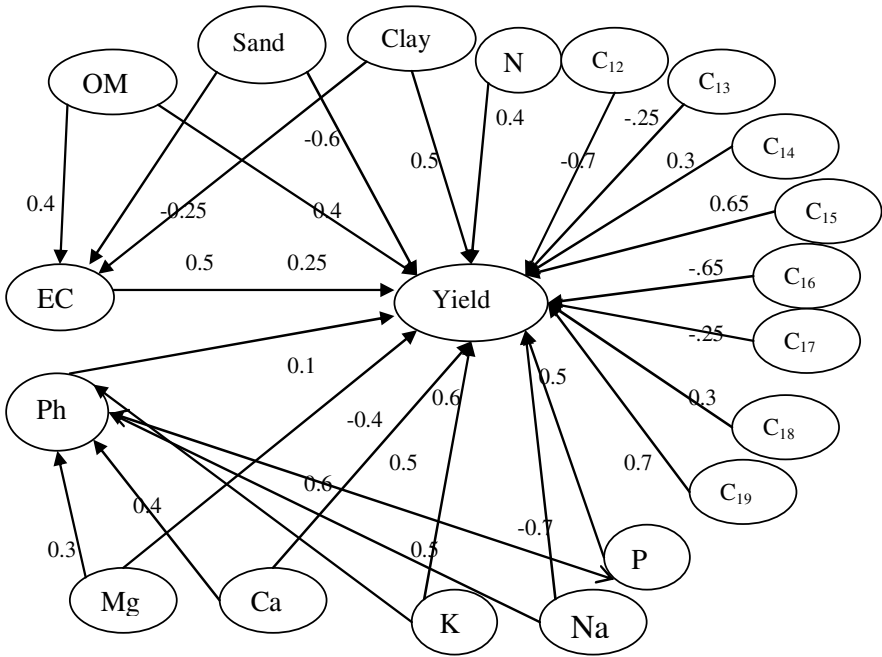 Sand
Clay
OM
N
C12
C13
0.4
-.25
-0.6
C14
0.5
-0.7
0.3
0.4
-0.25
0.4
0.65
C15
0.5
0.25
-.65
C16
EC
Yield
-.25
C17
0.1
0.5
Ph
-0.4
0.6
0.3
C18
0.5
0.7
0.6
C19
0.4
-0.7
0.3
0.5
P
Mg
Ca
K
Na